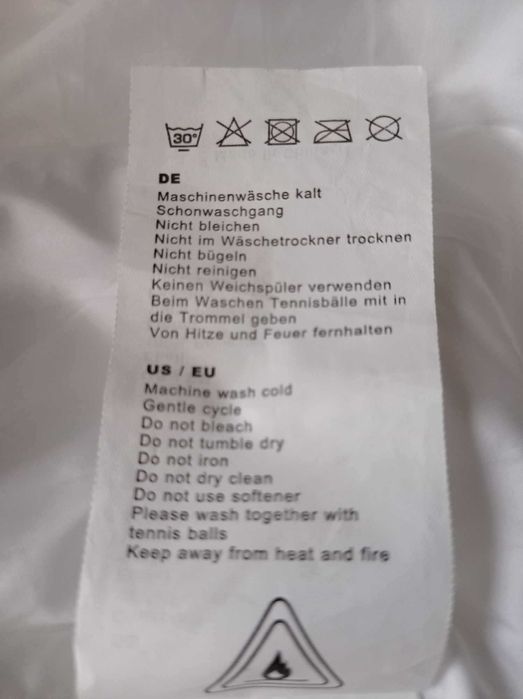 30°
DE
Maschinenwäsche kalt
Schonwaschgang
Nicht bleichen
Nicht im Wäschetrockner trocknen
Nicht bügeln
Nicht reinigen
Keinen Weichspüler verwenden
Beim Waschen Tennisbälle mit in
die Trommel geben
Von Hitze und Feuer fernhalten
US / EU
Machine wash cold
Gentle cycle
Do not bleach
Do not tumble dry
Do not iron
Do not dry clean
Do not use softener
Please wash together with
tennis balls
Keep away from heat and fire